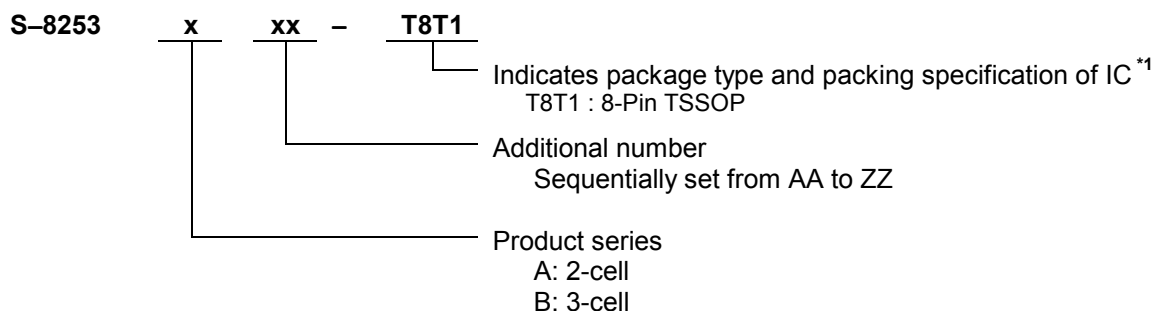 S–8253 x xx – T8T1
Indicates package type and packing specification of IC *1
T8T1 : 8-Pin TSSOP
Additional number
Sequentially set from AA to ZZ
Product series
A: 2-cell
B: 3-cell